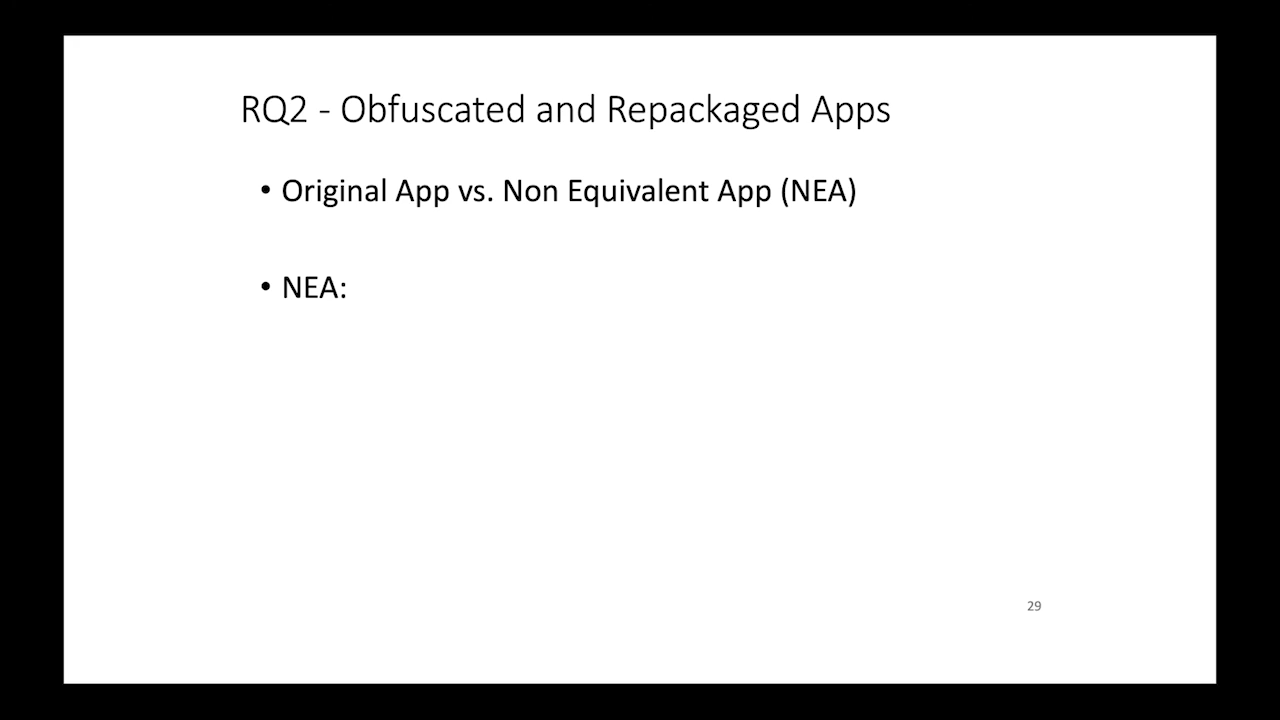 RQ2 - Obfuscated and Repackaged Apps
• Original App vs. Non Equivalent App (NEA)
• NEA:
29